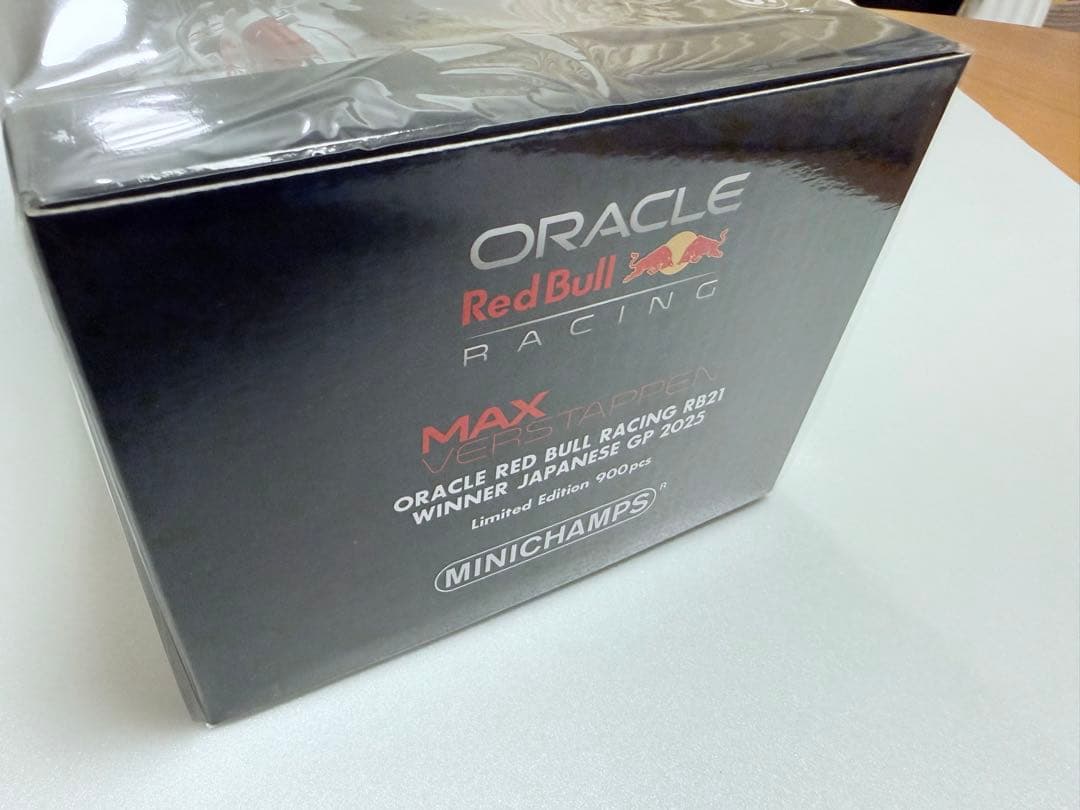 ORACLE
Red Bull
RACING
MAX
VERSTAPPEN
ORACLE RED BULL RACING RB21
WINNER JAPANESE GP 2025
Limited Edition 900pcs
MINICHAMPS R